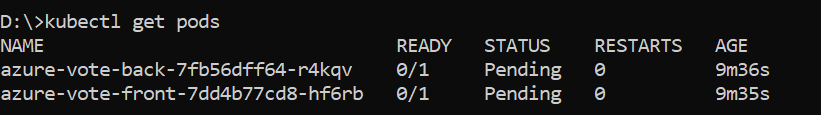 D:\>kubectl get pods
NAME                                READY   STATUS    RESTARTS   AGE
azure-vote-back-7fb56dff64-r4kqv    0/1     Pending   0          9m36s
azure-vote-front-7dd4b77cd8-hf6rb   0/1     Pending   0          9m35s